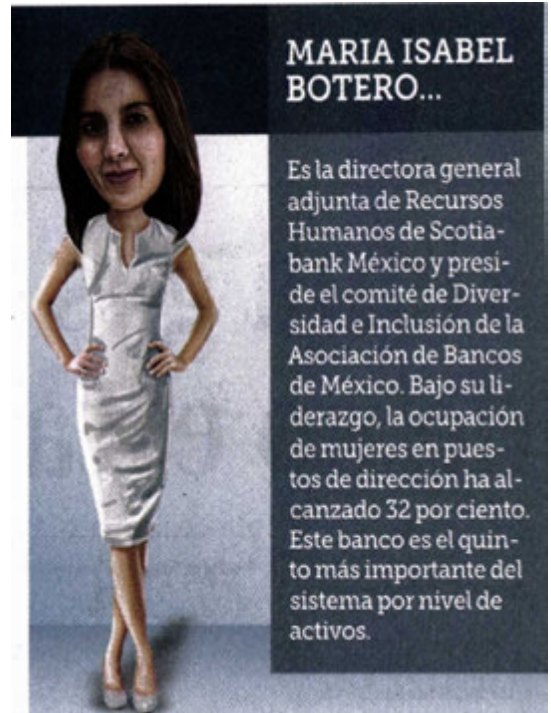 MARIA ISABEL
BOTERO...
Es la directora general
adjunta de Recursos
Humanos de Scotia-
bank México y presi-
de el comité de Diver-
sidad e Inclusión de la
Asociación de Bancos
de México. Bajo su li-
derazgo, la ocupación
de mujeres en pues-
tos de dirección ha al-
canzado 32 por ciento.
Este banco es el quin-
to más importante del
sistema por nivel de
activos.